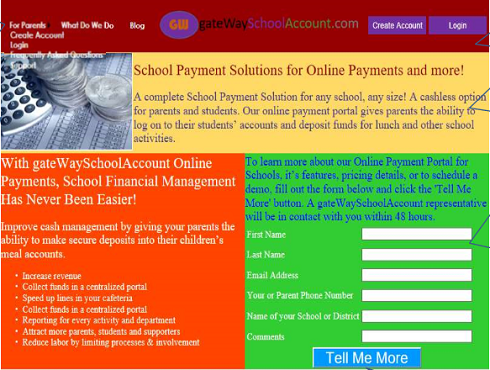 For Parents What Do We Do Blog GW gateWaySchoolAccount.com Create Account Login
Create Account
Login
Frequently Asked Questions
Support
School Payment Solutions for Online Payments and more!
A complete School Payment Solution for any school, any size! A cashless option
for parents and students. Our online payment portal gives parents the ability to
log on to their students' accounts and deposit funds for lunch and other school
activities.
With gateWaySchoolAccount Online
Payments, School Financial Management
Has Never Been Easier!
Improve cash management by giving your parents the
ability to make secure deposits into their children's
meal accounts.
• Increase revenue
• Collect funds in a centralized portal
• Speed up lines in your cafeteria
• Collect funds in a centralized portal
• Reporting for every activity and department
• Attract more parents, students and supporters
• Reduce labor by limiting processes & involvement
To learn more about our Online Payment Portal for
Schools, it's features, pricing details, or to schedule a
demo, fill out the form below and click the 'Tell Me
More' button. A gateWaySchoolAccount representative
will be in contact with you within 48 hours.
First Name
Last Name
Email Address
Your or Parent Phone Number
Name of your School or District
Comments
Tell Me More